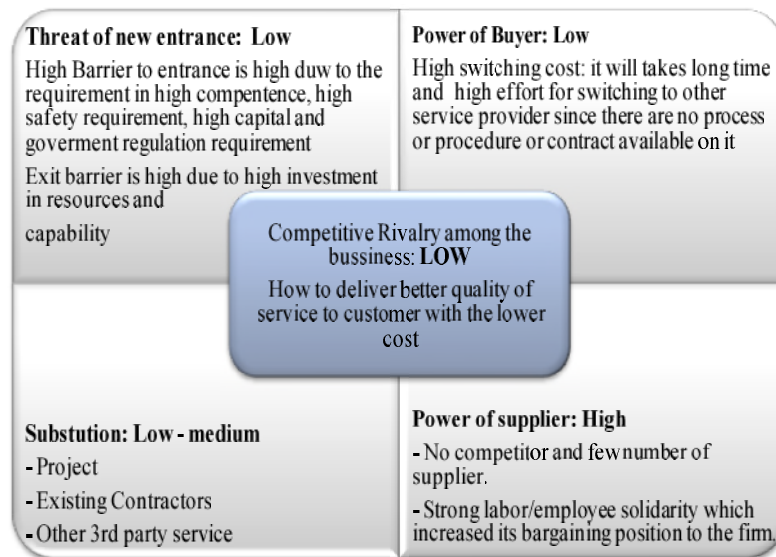 Threat of new entrance: Low
High Barrier to entrance is high duw to the
requirement in high compentence, high
safety requirement, high capital and
goverment regulation requirement
Exit barrier is high due to high investment
in resources and
capability
Power of Buyer: Low
High switching cost: it will takes long time
and high effort for switching to other
service provider since there are no process
or procedure or contract available on it
Competitive Rivalry among the
bussiness: LOW
How to deliver better quality of
service to customer with the lower
cost
Substution: Low - medium
- Project
- Existing Contractors
- Other 3rd party service
Power of supplier: High
- No competitor and few number of
supplier.
- Strong labor/employee solidarity which
increased its bargaining position to the firm.